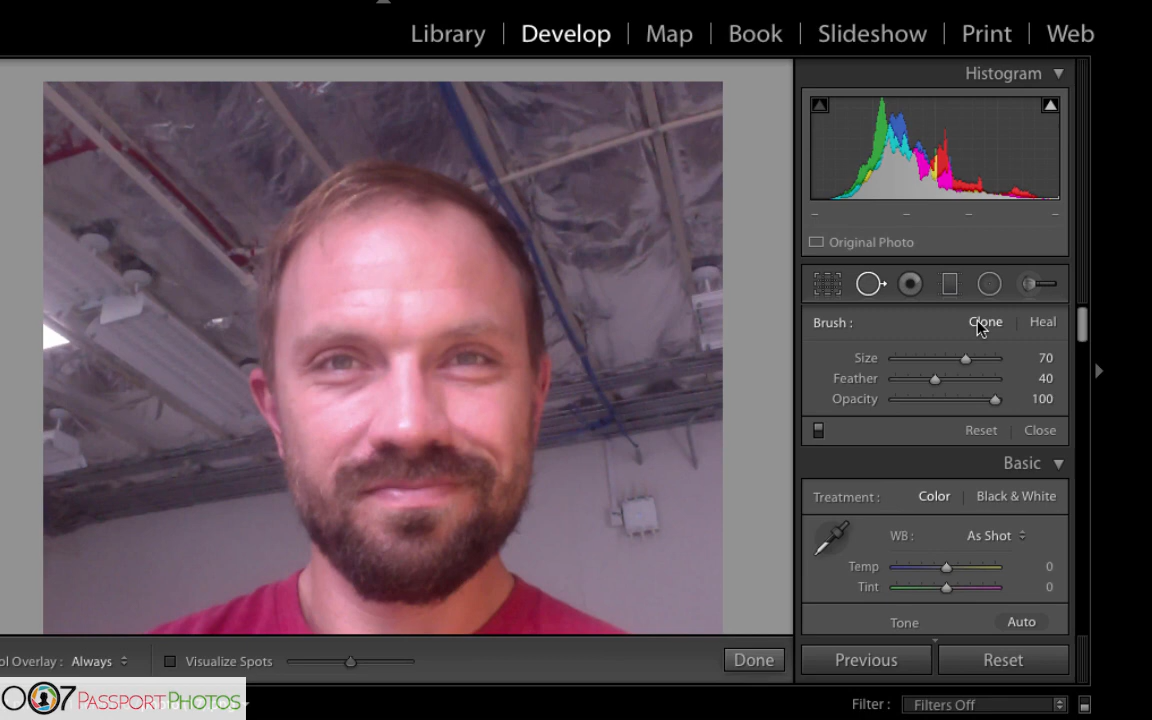 Library | Develop | Map | Book | Slideshow | Print | Web
Histogram
Original Photo
Brush : Clone | Heal
Size 70
Feather 40
Opacity 100
Reset | Close
Basic
Treatment : Color | Black & White
WB : As Shot
Temp 0
Tint 0
Tone Auto
ol Overlay : Always Visualize Spots Done
Previous Reset
007 PASSPORTPHOTOS
Filter : Filters Off